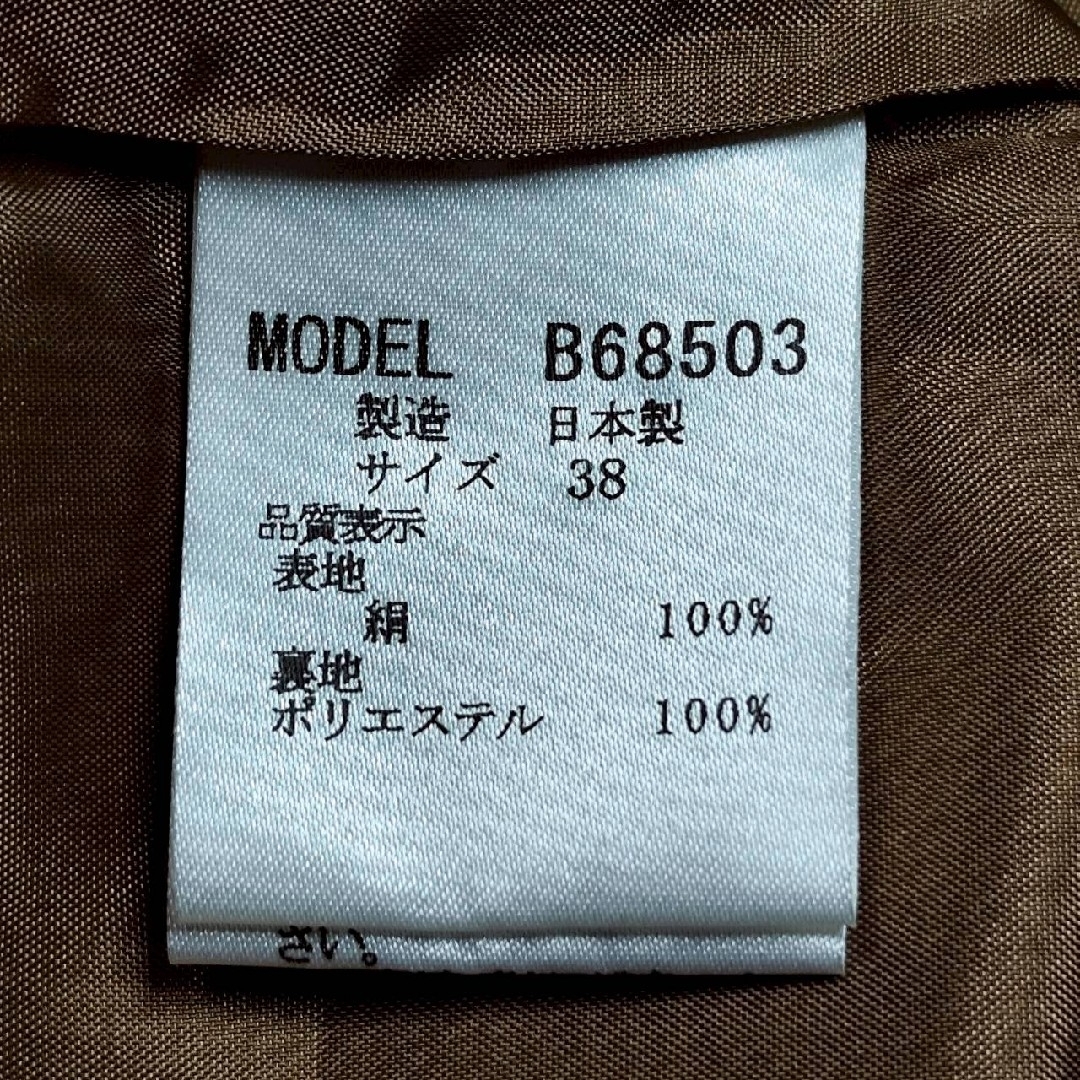 MODEL B68503
製造 日本製
サイズ 38
品質表示
表地
絹 100%
裏地
ポリエステル 100%
さい。